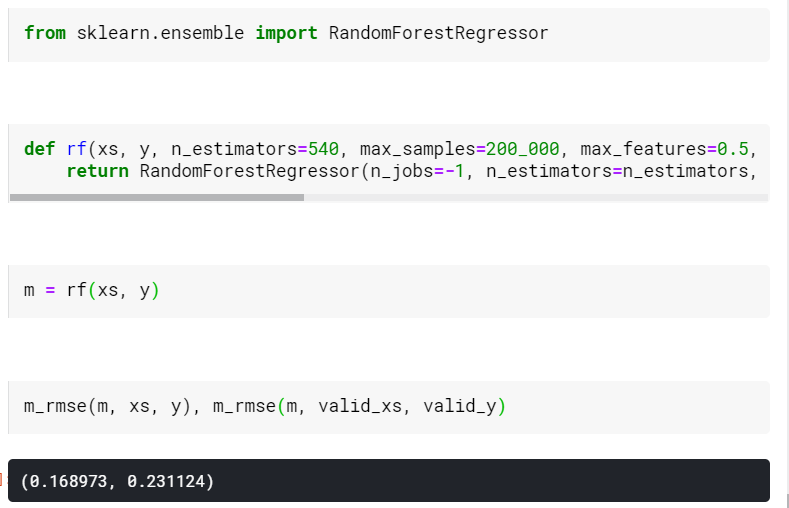 from sklearn.ensemble import RandomForestRegressor
def rf(xs, y, n_estimators=540, max_samples=200_000, max_features=0.5,
return RandomForestRegressor(n_jobs=-1, n_estimators=n_estimators,
m = rf(xs, y)
m_rmse(m, xs, y), m_rmse(m, valid_xs, valid_y)
(0.168973, 0.231124)